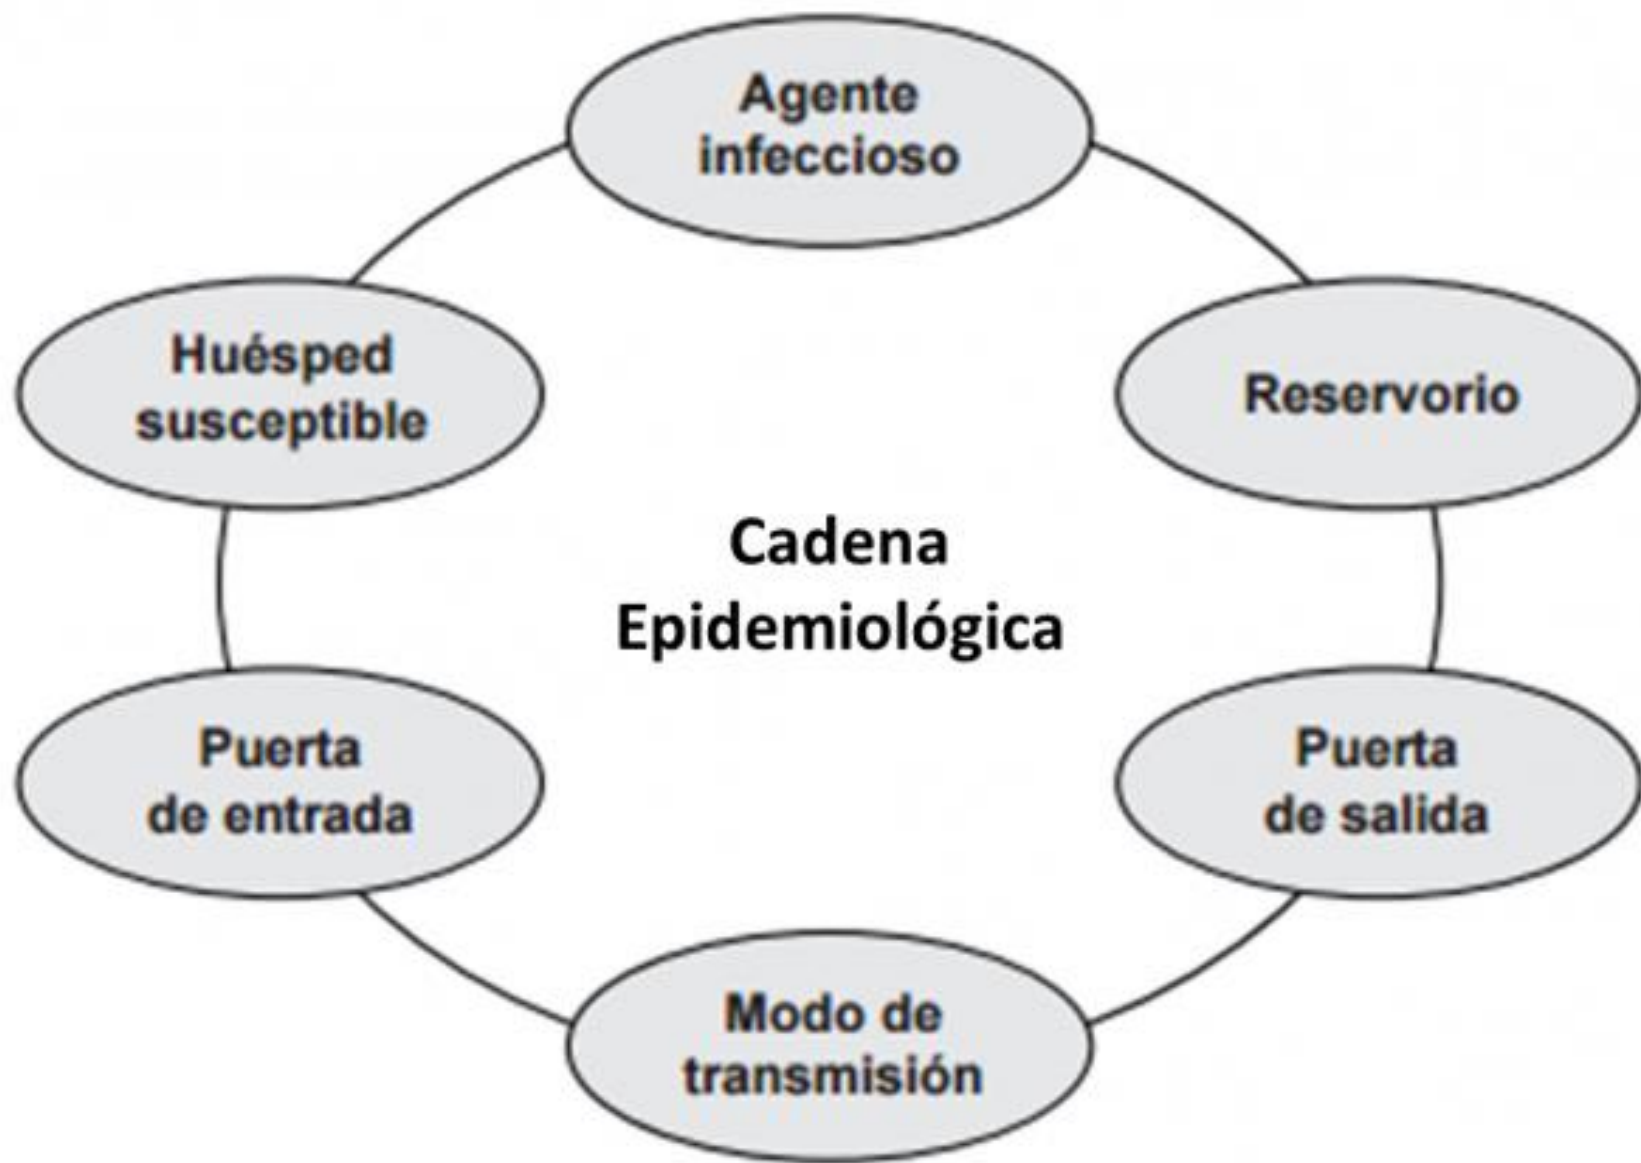 Agente
infeccioso
Huésped
susceptible
Reservorio
Cadena
Epidemiológica
Puerta
de entrada
Puerta
de salida
Modo de
transmisión